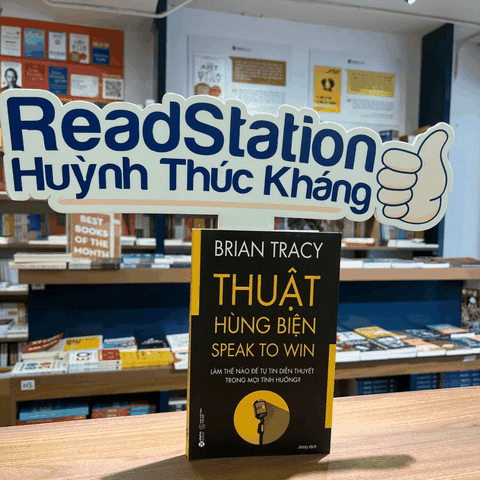 ReadStation
Huỳnh Thúc Kháng
BEST
BOOKS
OF THE
MONTH
BRIAN TRACY
THUẬT
HÙNG BIỆN
SPEAK TO WIN
LÀM THẾ NÀO ĐỂ TỰ TIN DIỄN THUYẾT
TRONG MỌI TÌNH HUỐNG?